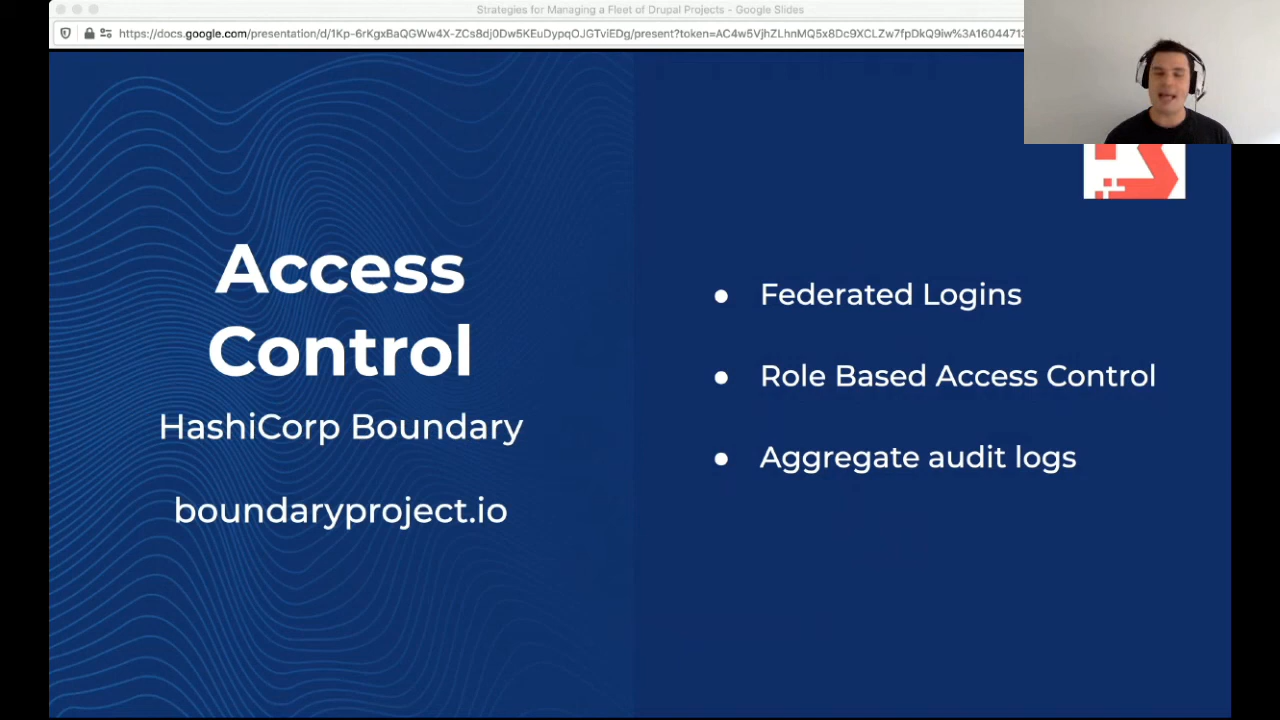 Strategies for Managing a Fleet of Drupal Projects - Google Slides
https://docs.google.com/presentation/d/1Kp-6rKgxBaQGWw4X-ZCs8dj0Dw5KEuDypqOJGTviEDg/present?token=AC4w5VjhZLhnMQ5x8Dc9XCLZw7fpDkQ9iw%3A16044713
Access
Control
HashiCorp Boundary
boundaryproject.io
● Federated Logins
● Role Based Access Control
● Aggregate audit logs